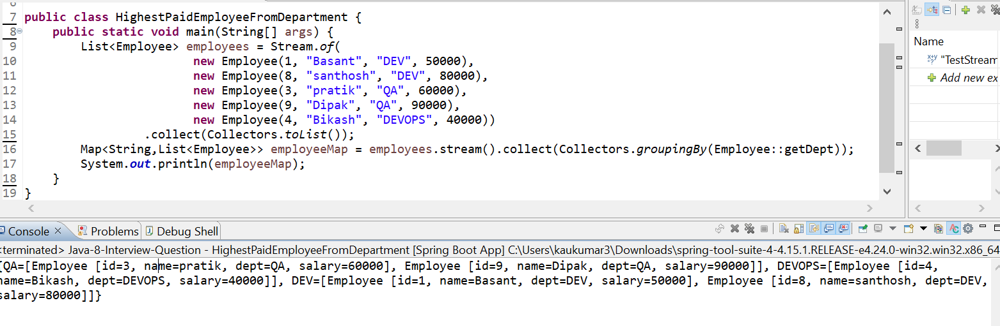 6
7 public class HighestPaidEmployeeFromDepartment {
8 public static void main(String[] args) {
9 List<Employee> employees = Stream.of(
10 new Employee(1, "Basant", "DEV", 50000),
11 new Employee(8, "santhosh", "DEV", 80000),
12 new Employee(3, "pratik", "QA", 60000),
13 new Employee(9, "Dipak", "QA", 90000),
14 new Employee(4, "Bikash", "DEVOPS", 40000))
15 .collect(Collectors.toList());
16 Map<String,List<Employee>> employeeMap = employees.stream().collect(Collectors.groupingBy(Employee::getDept));
17 System.out.println(employeeMap);
18 }
19 }
Name
"TestStream
Add new ex
Console Problems Debug Shell
<terminated> Java-8-Interview-Question - HighestPaidEmployeeFromDepartment [Spring Boot App] C:\Users\kaukumar3\Downloads\spring-tool-suite-4-4.15.1.RELEASE-e4.24.0-win32.win32.x86_64
{QA=[Employee [id=3, name=pratik, dept=QA, salary=60000], Employee [id=9, name=Dipak, dept=QA, salary=90000]], DEVOPS=[Employee [id=4,
name=Bikash, dept=DEVOPS, salary=40000]], DEV=[Employee [id=1, name=Basant, dept=DEV, salary=50000], Employee [id=8, name=santhosh, dept=DEV,
salary=80000]]}